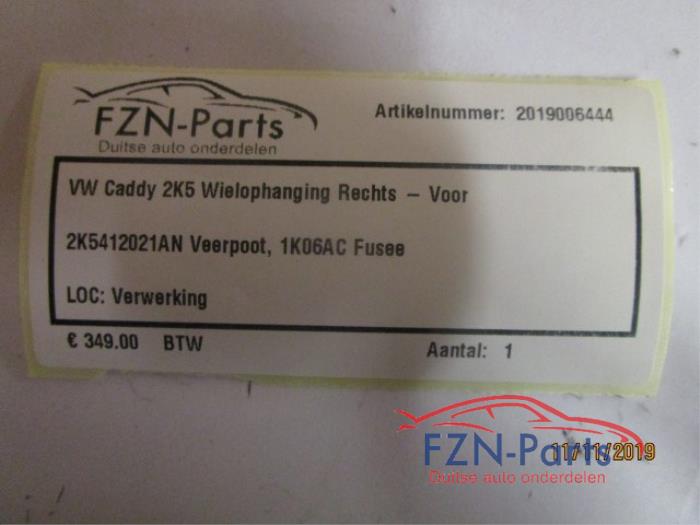 FZN-Parts
Duitse auto onderdelen
Artikelnummer: 2019006444
VW Caddy 2K5 Wielophanging Rechts – Voor
2K5412021AN Veerpoot, 1K06AC Fusee
LOC: Verwerking
€ 349.00 BTW
Aantal: 1
FZN-Parts
11/11/2019
Duitse auto onderdelen